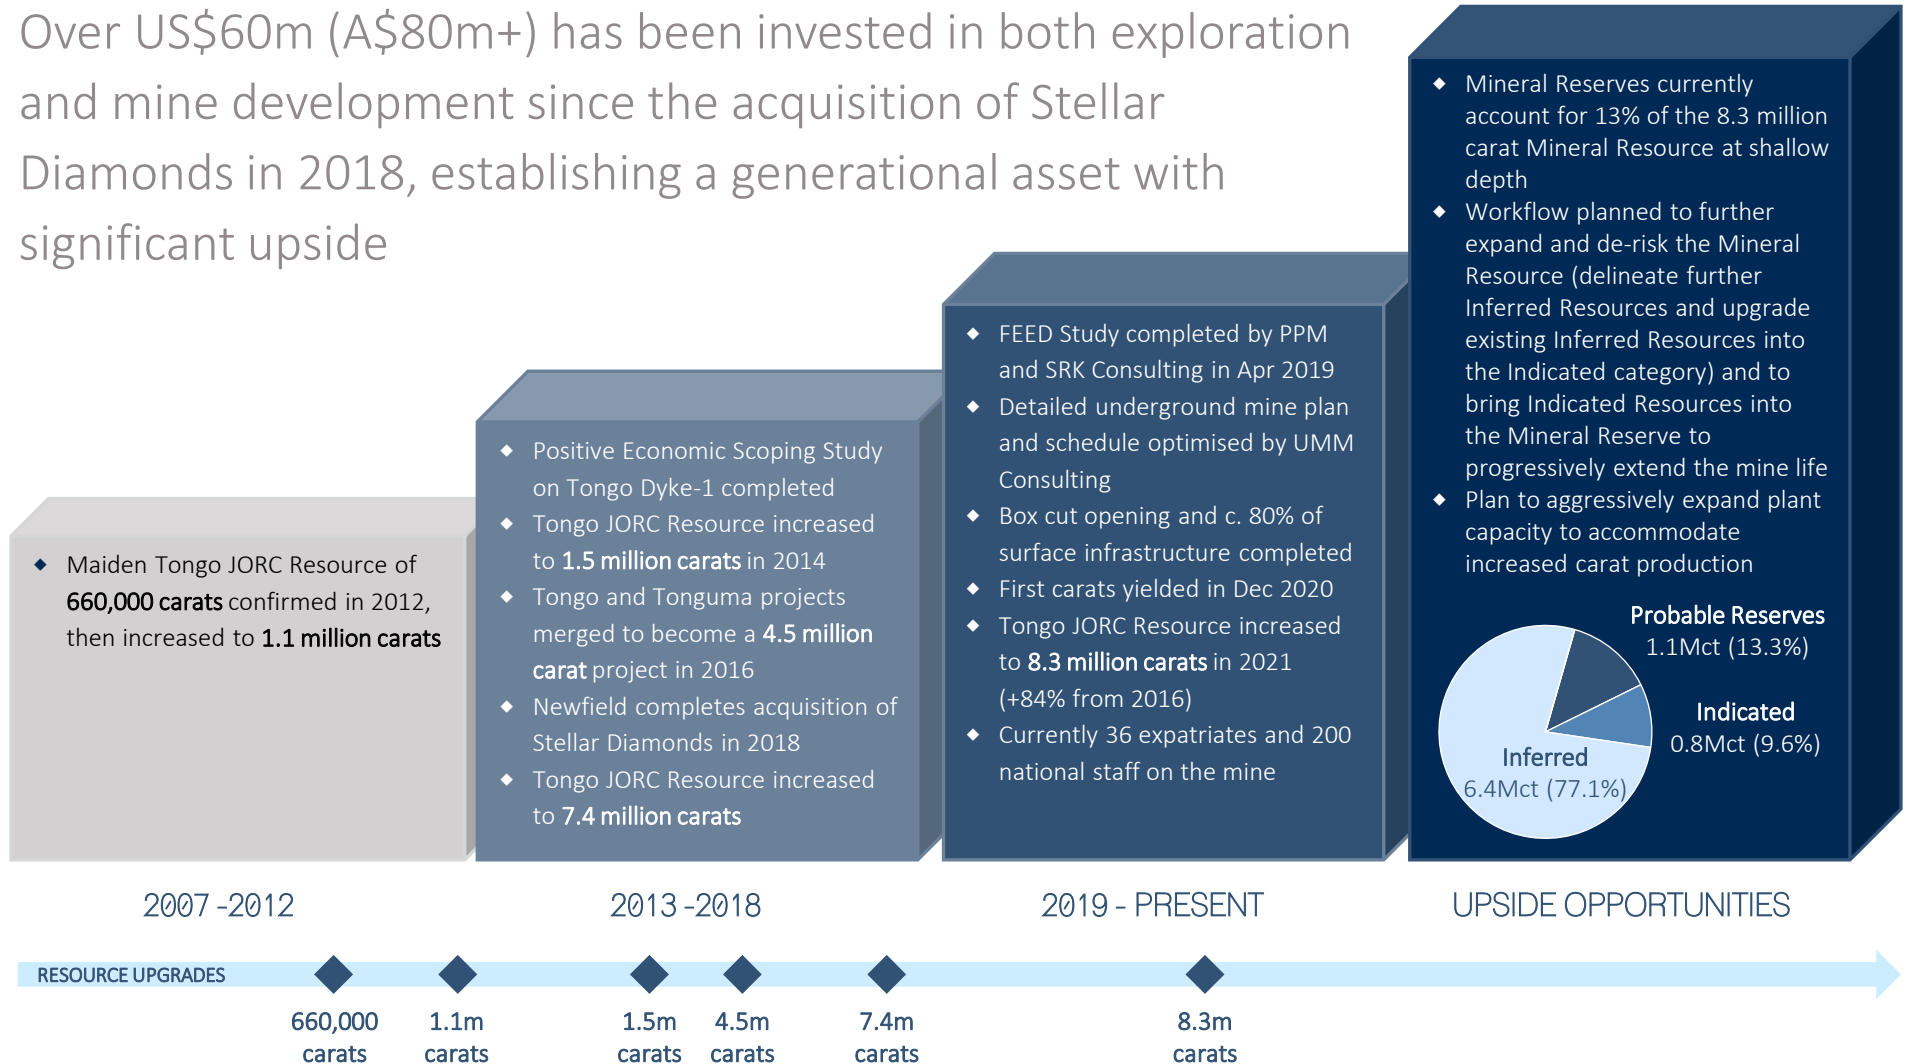 Over US$60m (A$80m+) has been invested in both exploration
and mine development since the acquisition of Stellar
Diamonds in 2018, establishing a generational asset with
significant upside
Maiden Tongo JORC Resource of
660,000 carats confirmed in 2012,
then increased to 1.1 million carats
Positive Economic Scoping Study
on Tongo Dyke-1 completed
Tongo JORC Resource increased
to 1.5 million carats in 2014
Tongo and Tonguma projects
merged to become a 4.5 million
carat project in 2016
Newfield completes acquisition of
Stellar Diamonds in 2018
Tongo JORC Resource increased
to 7.4 million carats
FEED Study completed by PPM
and SRK Consulting in Apr 2019
Detailed underground mine plan
and schedule optimised by UMM
Consulting
Box cut opening and c. 80% of
surface infrastructure completed
First carats yielded in Dec 2020
Tongo JORC Resource increased
to 8.3 million carats in 2021
(+84% from 2016)
Currently 36 expatriates and 200
national staff on the mine
Mineral Reserves currently
account for 13% of the 8.3 million
carat Mineral Resource at shallow
depth
Workflow planned to further
expand and de-risk the Mineral
Resource (delineate further
Inferred Resources and upgrade
existing Inferred Resources into
the Indicated category) and to
bring Indicated Resources into
the Mineral Reserve to
progressively extend the mine life
Plan to aggressively expand plant
capacity to accommodate
increased carat production
Probable Reserves
1.1Mct (13.3%)
Indicated
0.8Mct (9.6%)
Inferred
6.4Mct (77.1%)
2007 -2012
2013 -2018
2019 - PRESENT
UPSIDE OPPORTUNITIES
RESOURCE UPGRADES
660,000
carats
1.1m
carats
1.5m
carats
4.5m
carats
7.4m
carats
8.3m
carats